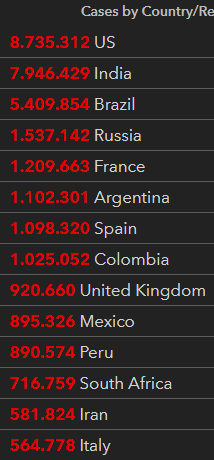 Cases by Country/Re
8.735.312 US
7.946.429 India
5.409.854 Brazil
1.537.142 Russia
1.209.663 France
1.102.301 Argentina
1.098.320 Spain
1.025.052 Colombia
920.660 United Kingdom
895.326 Mexico
890.574 Peru
716.759 South Africa
581.824 Iran
564.778 Italy